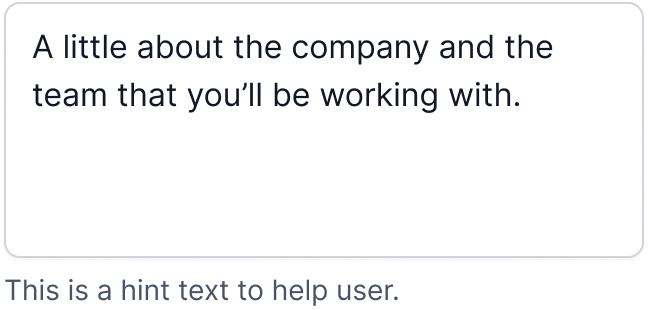 A little about the company and the
team that you’ll be working with.
This is a hint text to help user.